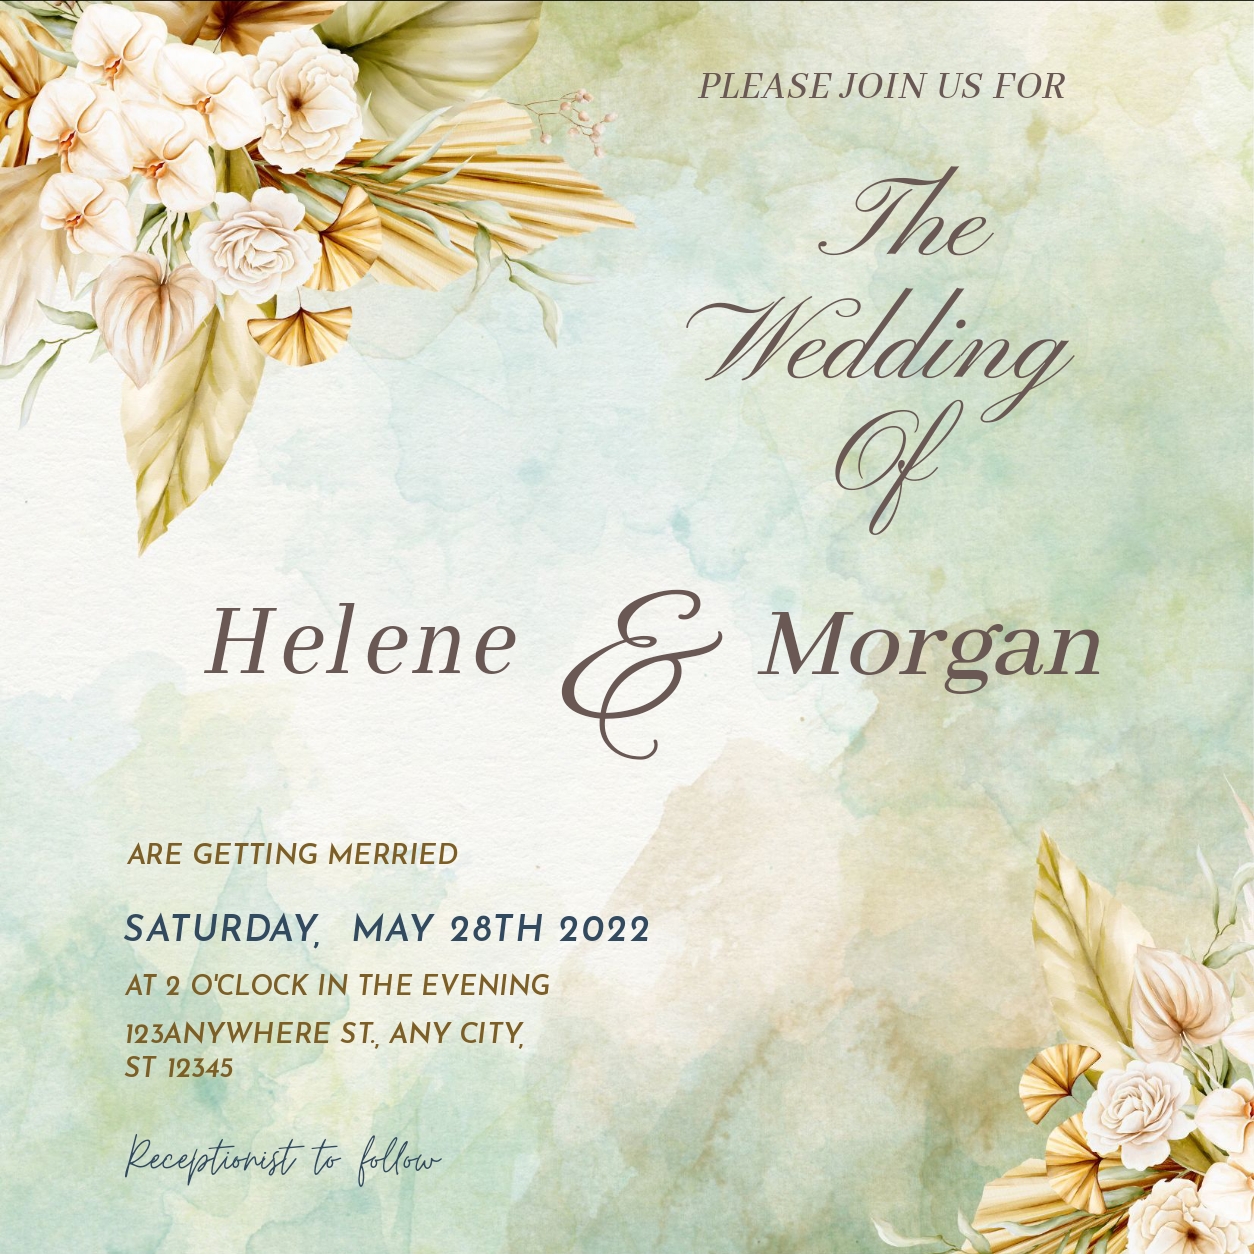 PLEASE JOIN US FOR
The
Wedding
Of
Helene & Morgan
ARE GETTING MERRIED
SATURDAY, MAY 28TH 2022
AT 2 O'CLOCK IN THE EVENING
123ANYWHERE ST., ANY CITY,
ST 12345
Receptionist to follow